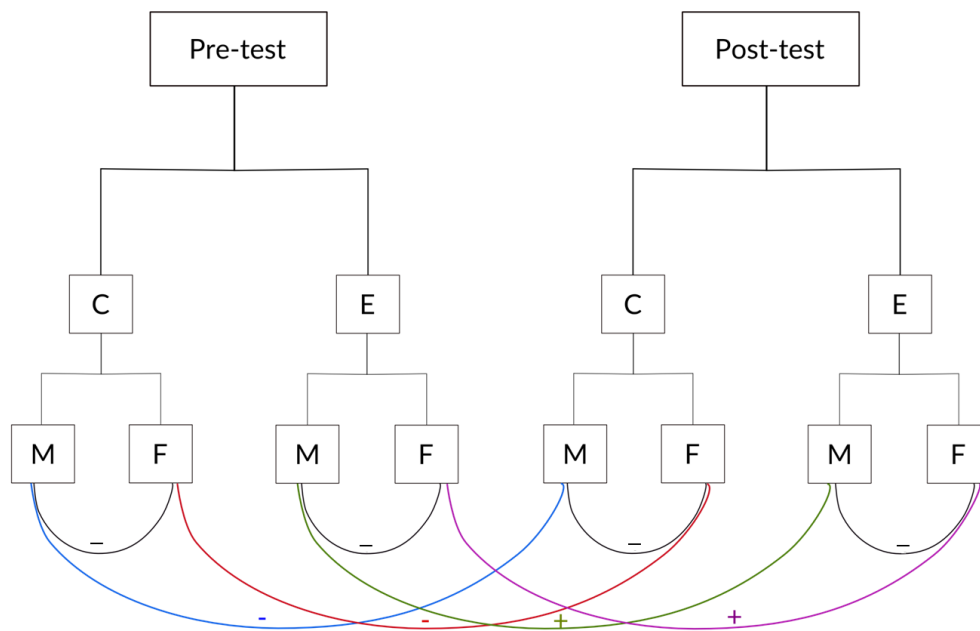 Pre-test Post-test
C E C E
M F M F M F M F
– – – –
- - + +